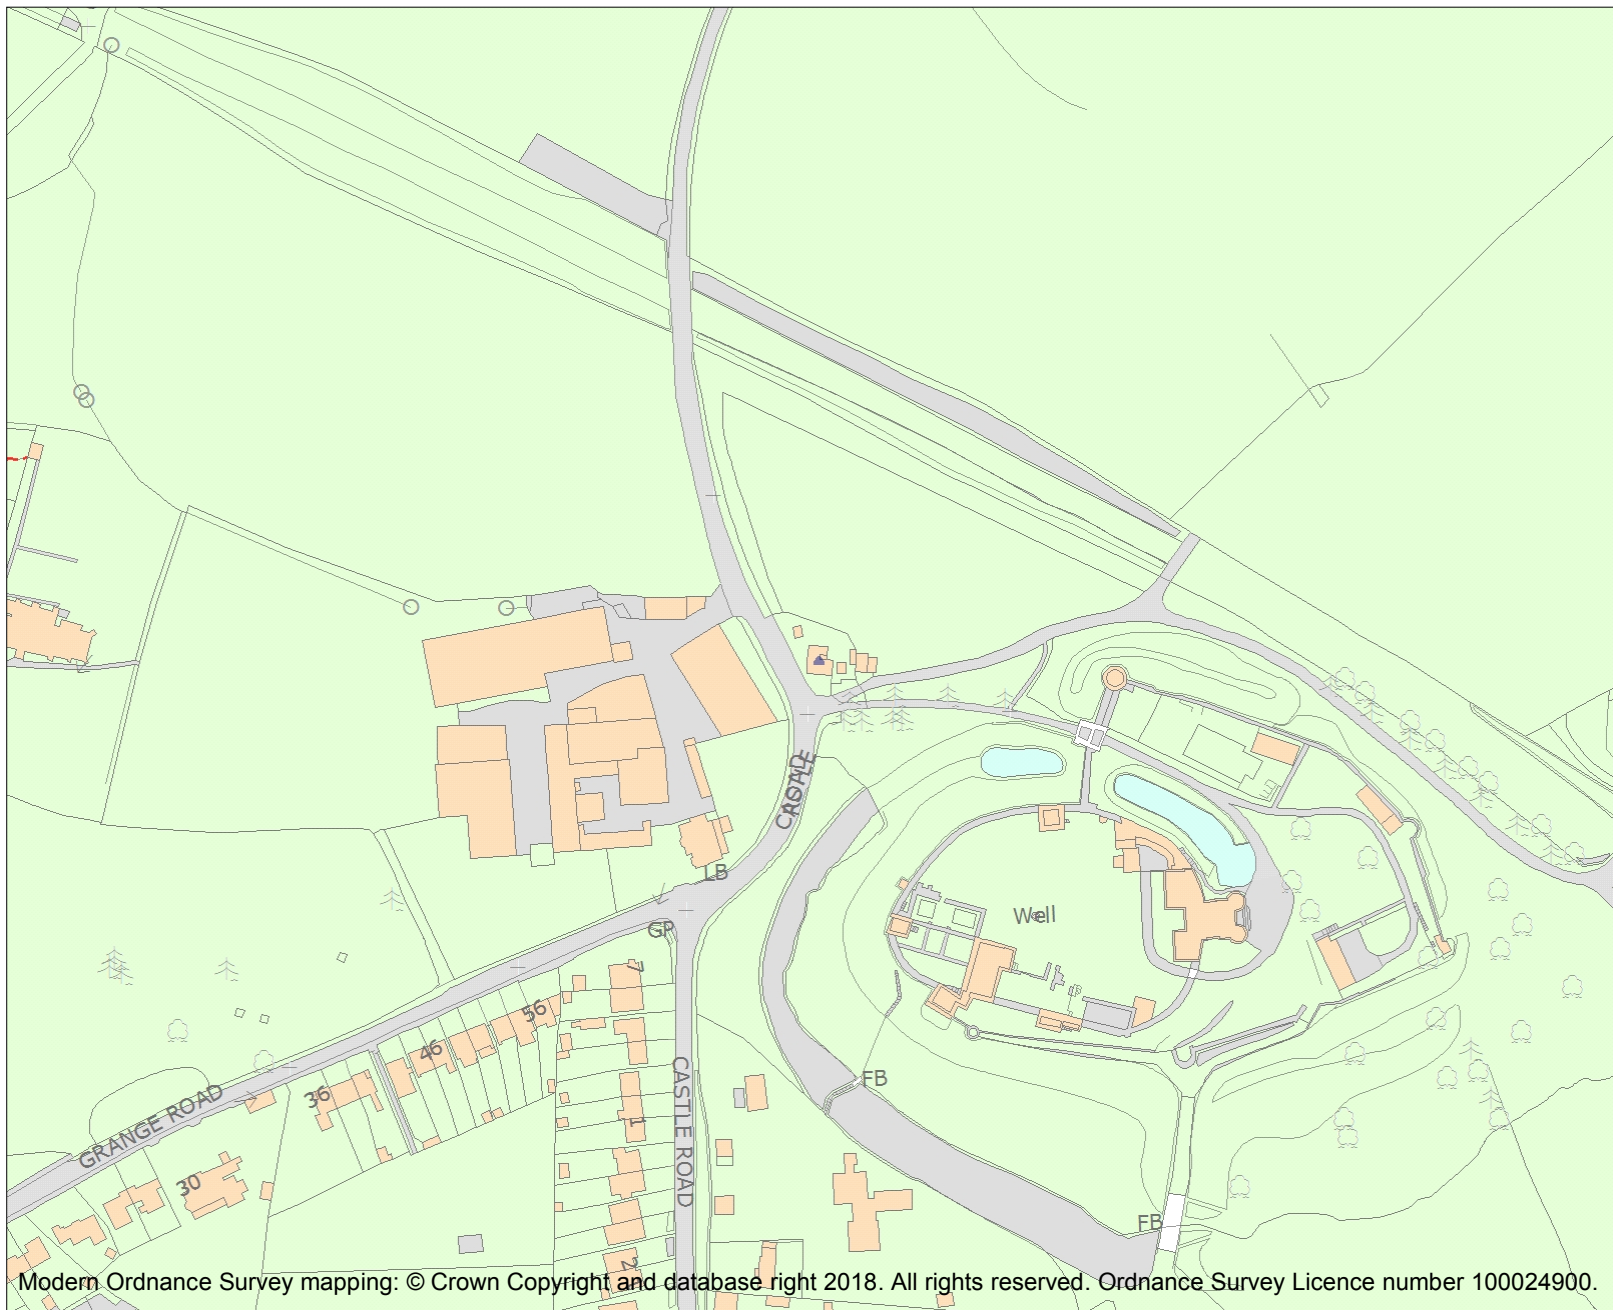 CASTLE
ROAD
LB
GP
Well
7
56
46
36
GRANGE ROAD
30
1
CASTLE ROAD
FB
FB
2
Modern Ordnance Survey mapping: © Crown Copyright and database right 2018. All rights reserved. Ordnance Survey Licence number 100024900.